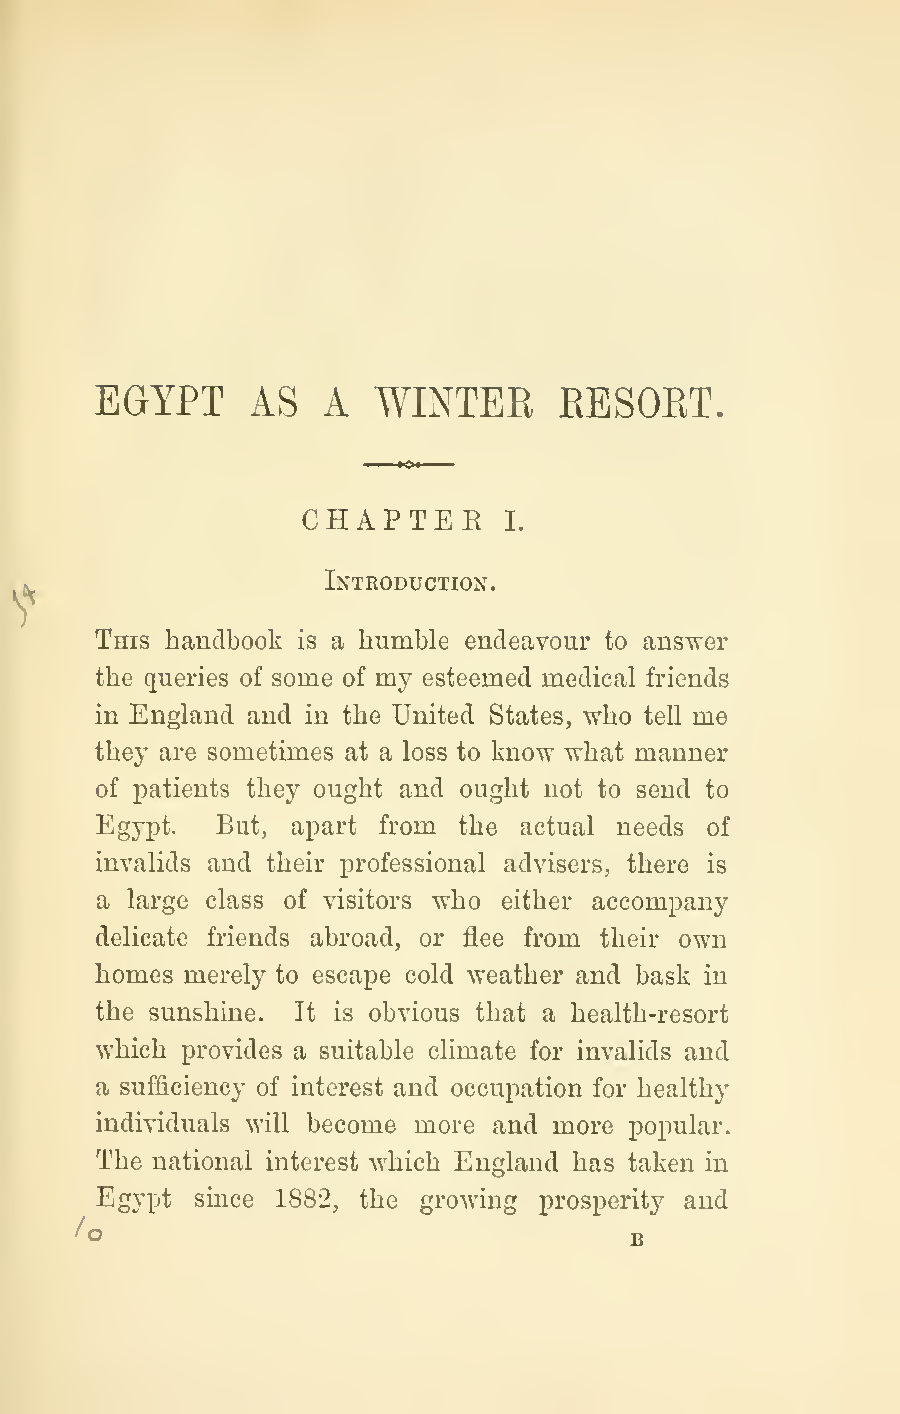 EGYPT AS A WINTER RESORT.
CHAPTER I.
INTRODUCTION.
THIS handbook is a humble endeavour to answer
the queries of some of my esteemed medical friends
in England and in the United States, who tell me
they are sometimes at a loss to know what manner
of patients they ought and ought not to send to
Egypt. But, apart from the actual needs of
invalids and their professional advisers, there is
a large class of visitors who either accompany
delicate friends abroad, or flee from their own
homes merely to escape cold weather and bask in
the sunshine. It is obvious that a health-resort
which provides a suitable climate for invalids and
a sufficiency of interest and occupation for healthy
individuals will become more and more popular.
The national interest which England has taken in
Egypt since 1882, the growing prosperity and
B